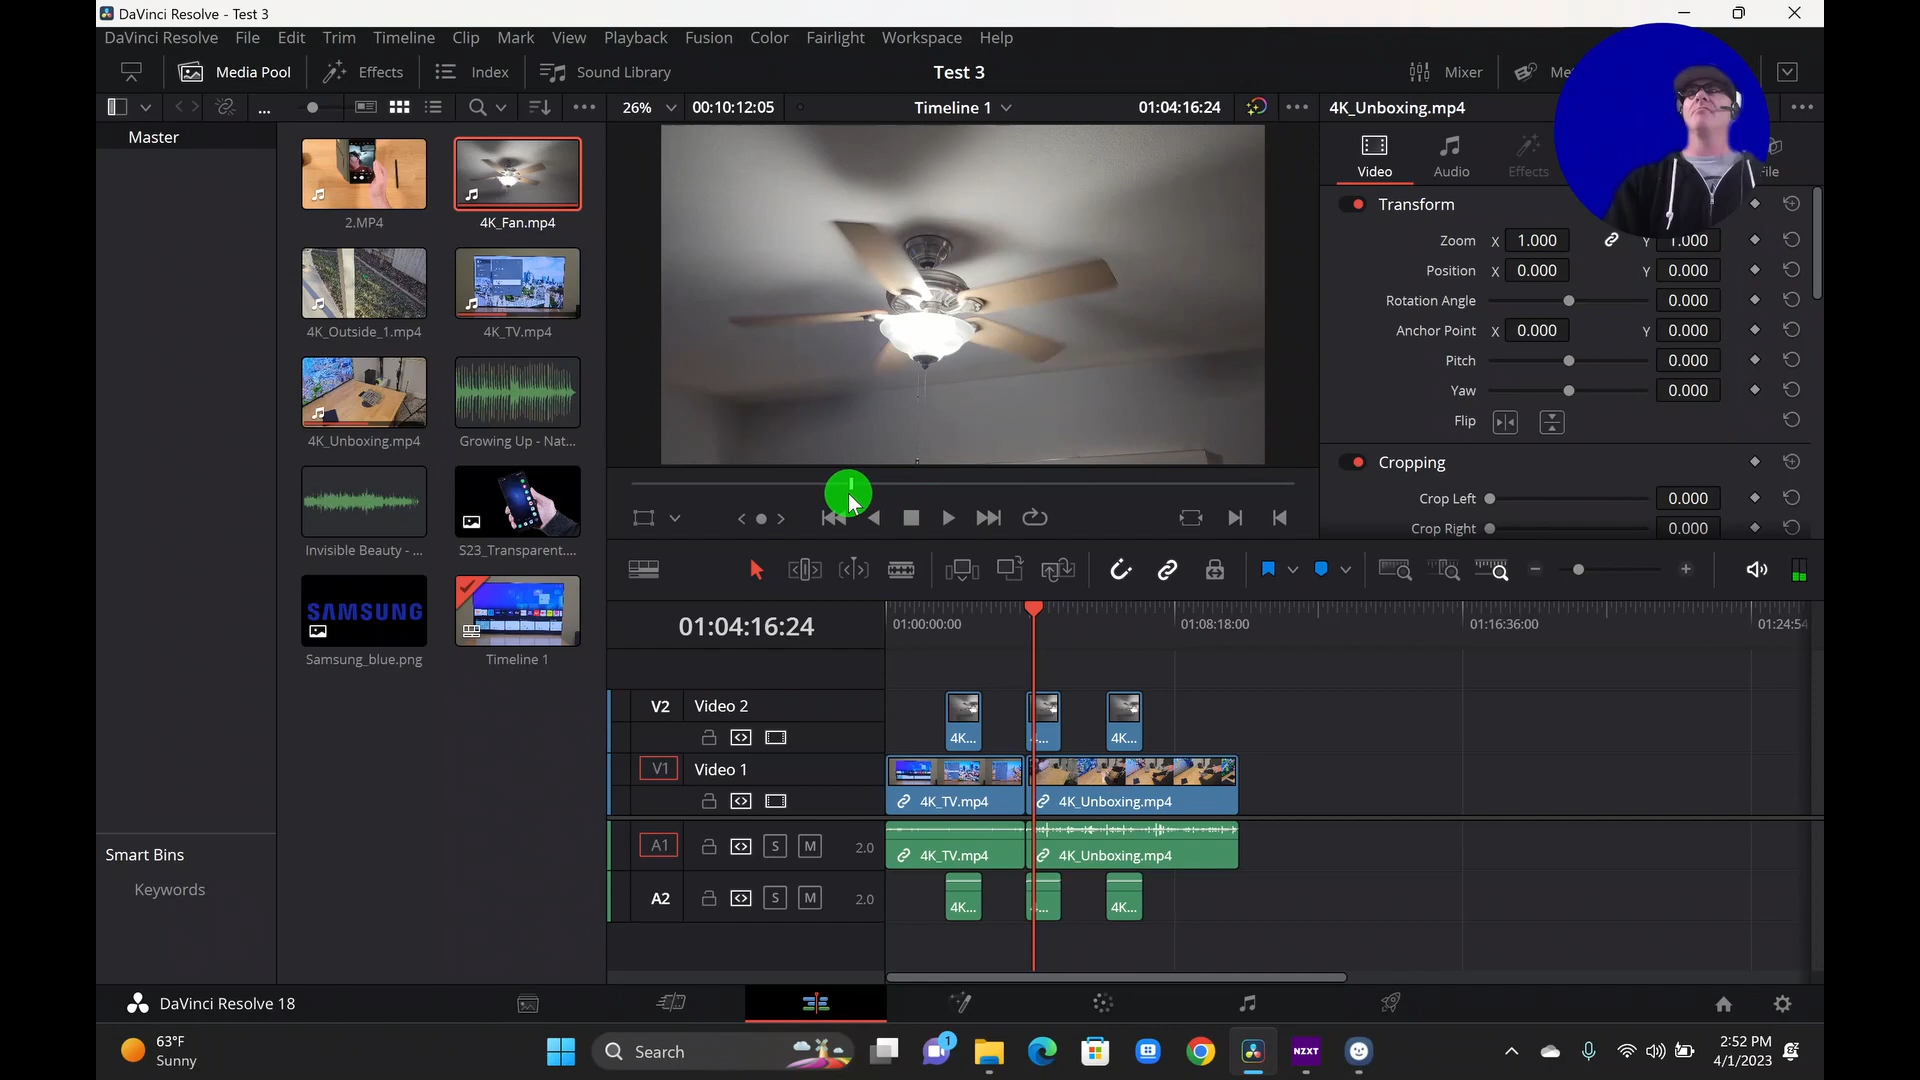 DaVinci Resolve - Test 3
DaVinci Resolve File Edit Trim Timeline Clip Mark View Playback Fusion Color Fairlight Workspace Help
Media Pool Effects Index Sound Library Test 3 Mixer
... 26% 00:10:12:05 Timeline 1 01:04:16:24 ... 4K_Unboxing.mp4 ...
Master
2.MP4 4K_Fan.mp4
4K_Outside_1.mp4 4K_TV.mp4
4K_Unboxing.mp4 Growing Up - Nat...
Invisible Beauty - ... S23_Transparent....
SAMSUNG
Samsung_blue.png Timeline 1
Smart Bins
Keywords
Video Audio Effects File
Transform
Zoom X 1.000 Y 1.000
Position X 0.000 Y 0.000
Rotation Angle 0.000
Anchor Point X 0.000 Y 0.000
Pitch 0.000
Yaw 0.000
Flip
Cropping
Crop Left 0.000
Crop Right 0.000
01:04:16:24 01:00:00:00 01:08:18:00 01:16:36:00 01:24:54
V2 Video 2
4K... ... 4K...
V1 Video 1
4K_TV.mp4 4K_Unboxing.mp4
A1 S M 2.0 4K_TV.mp4 4K_Unboxing.mp4
A2 S M 2.0 4K... ... 4K...
DaVinci Resolve 18
63°F
Sunny
Search
1
NZXT
2:52 PM
4/1/2023